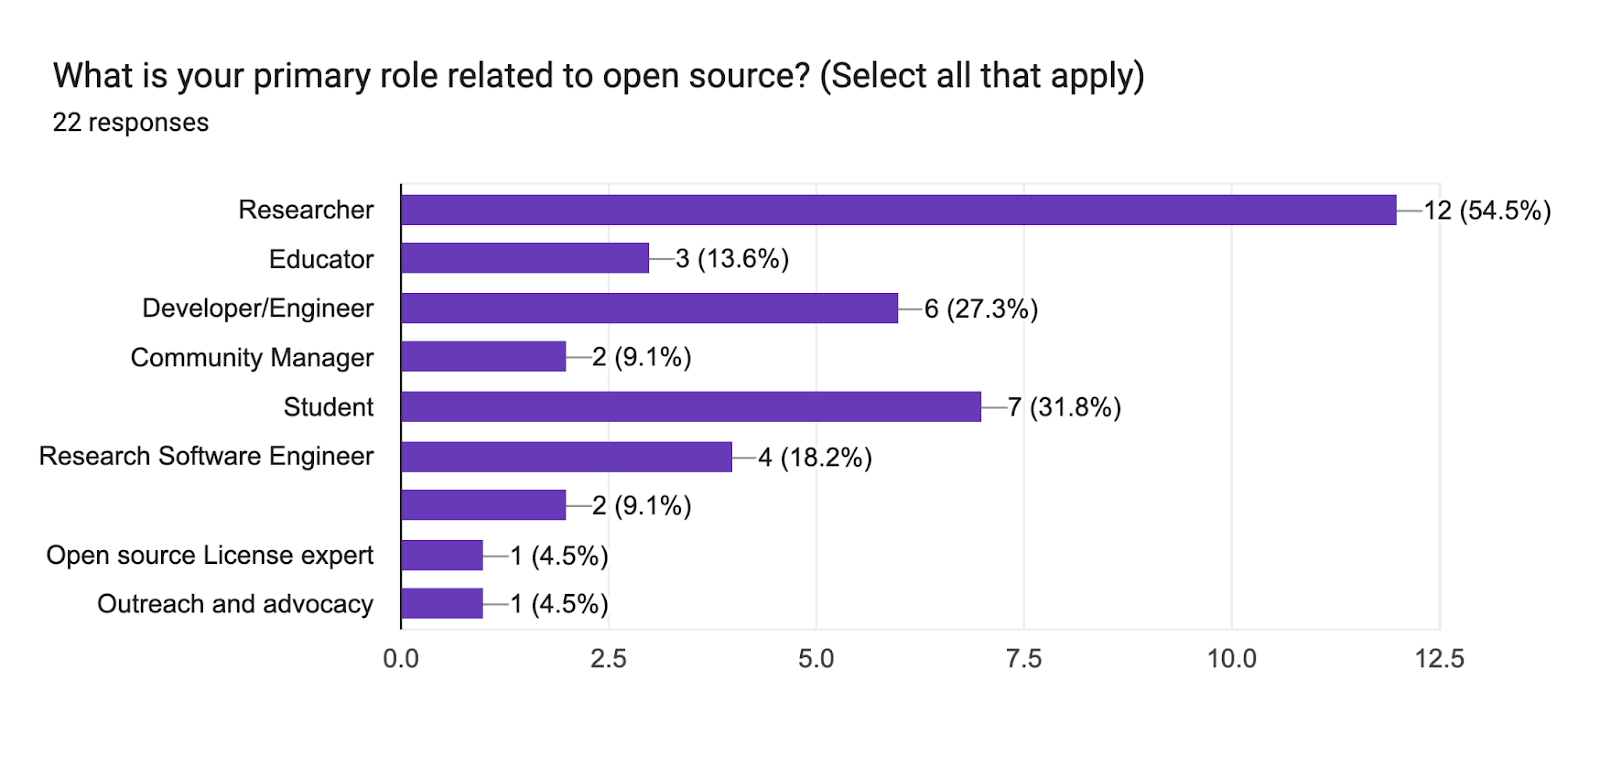 What is your primary role related to open source? (Select all that apply)
22 responses
Researcher 12 (54.5%)
Educator 3 (13.6%)
Developer/Engineer 6 (27.3%)
Community Manager 2 (9.1%)
Student 7 (31.8%)
Research Software Engineer 4 (18.2%)
2 (9.1%)
Open source License expert 1 (4.5%)
Outreach and advocacy 1 (4.5%)
0.0 2.5 5.0 7.5 10.0 12.5